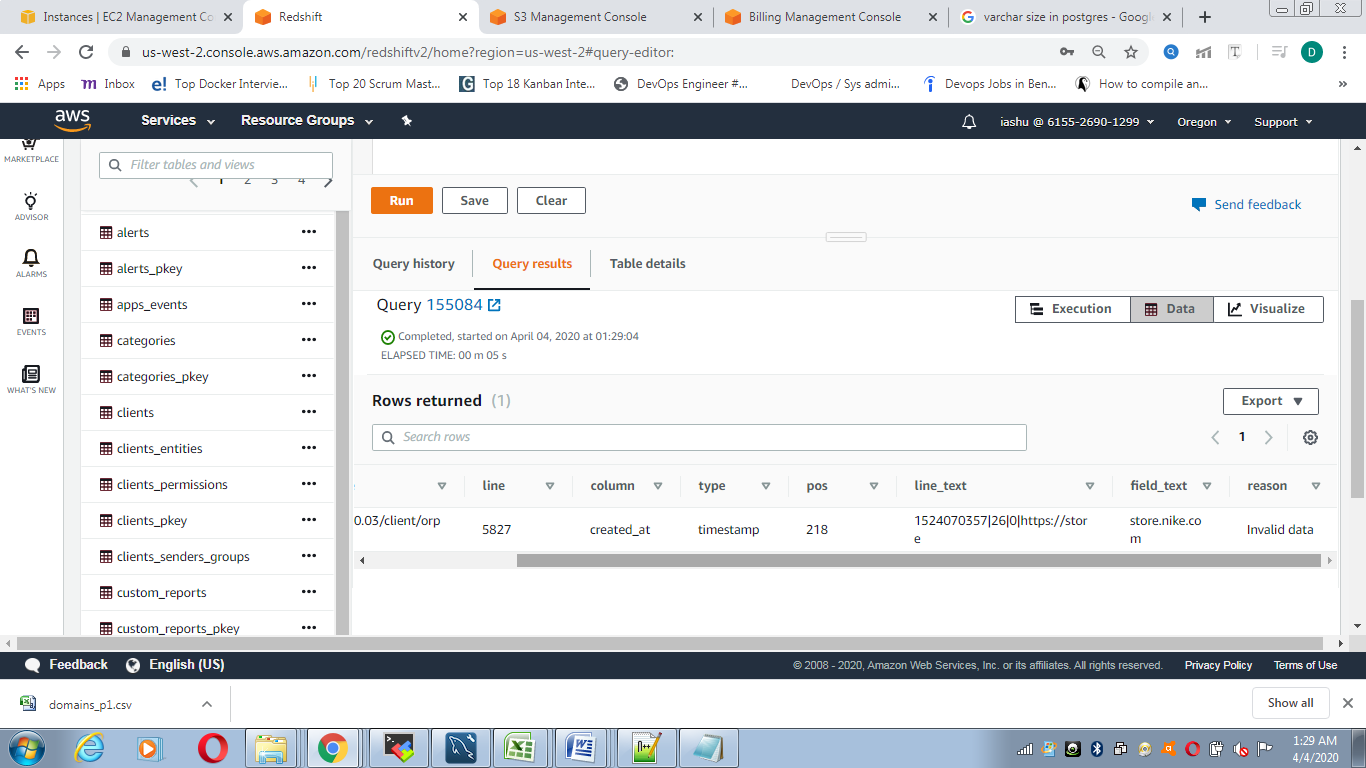 Instances | EC2 Management Co
Redshift
S3 Management Console
Billing Management Console
varchar size in postgres - Google
us-west-2.console.aws.amazon.com/redshiftv2/home?region=us-west-2#query-editor:
D
Apps
Inbox
Top Docker Intervie...
Top 20 Scrum Mast...
Top 18 Kanban Inte...
DevOps Engineer #...
DevOps / Sys admi...
Devops Jobs in Ben...
How to compile an...
aws
Services
Resource Groups
iashu @ 6155-2690-1299
Oregon
Support
MARKETPLACE
ADVISOR
ALARMS
EVENTS
WHAT'S NEW
Filter tables and views
1 2 3 4
alerts
alerts_pkey
apps_events
categories
categories_pkey
clients
clients_entities
clients_permissions
clients_pkey
clients_senders_groups
custom_reports
custom_reports_pkey
Run
Save
Clear
Send feedback
Query history
Query results
Table details
Query 155084
Execution
Data
Visualize
Completed, started on April 04, 2020 at 01:29:04
ELAPSED TIME: 00 m 05 s
Rows returned (1)
Export
Search rows
1
line column type pos line_text field_text reason
0.03/client/orp 5827 created_at timestamp 218 1524070357|26|0|https://stor store.nike.co Invalid data
e m
Feedback
English (US)
© 2008 - 2020, Amazon Web Services, Inc. or its affiliates. All rights reserved.
Privacy Policy
Terms of Use
domains_p1.csv
Show all
1:29 AM
4/4/2020